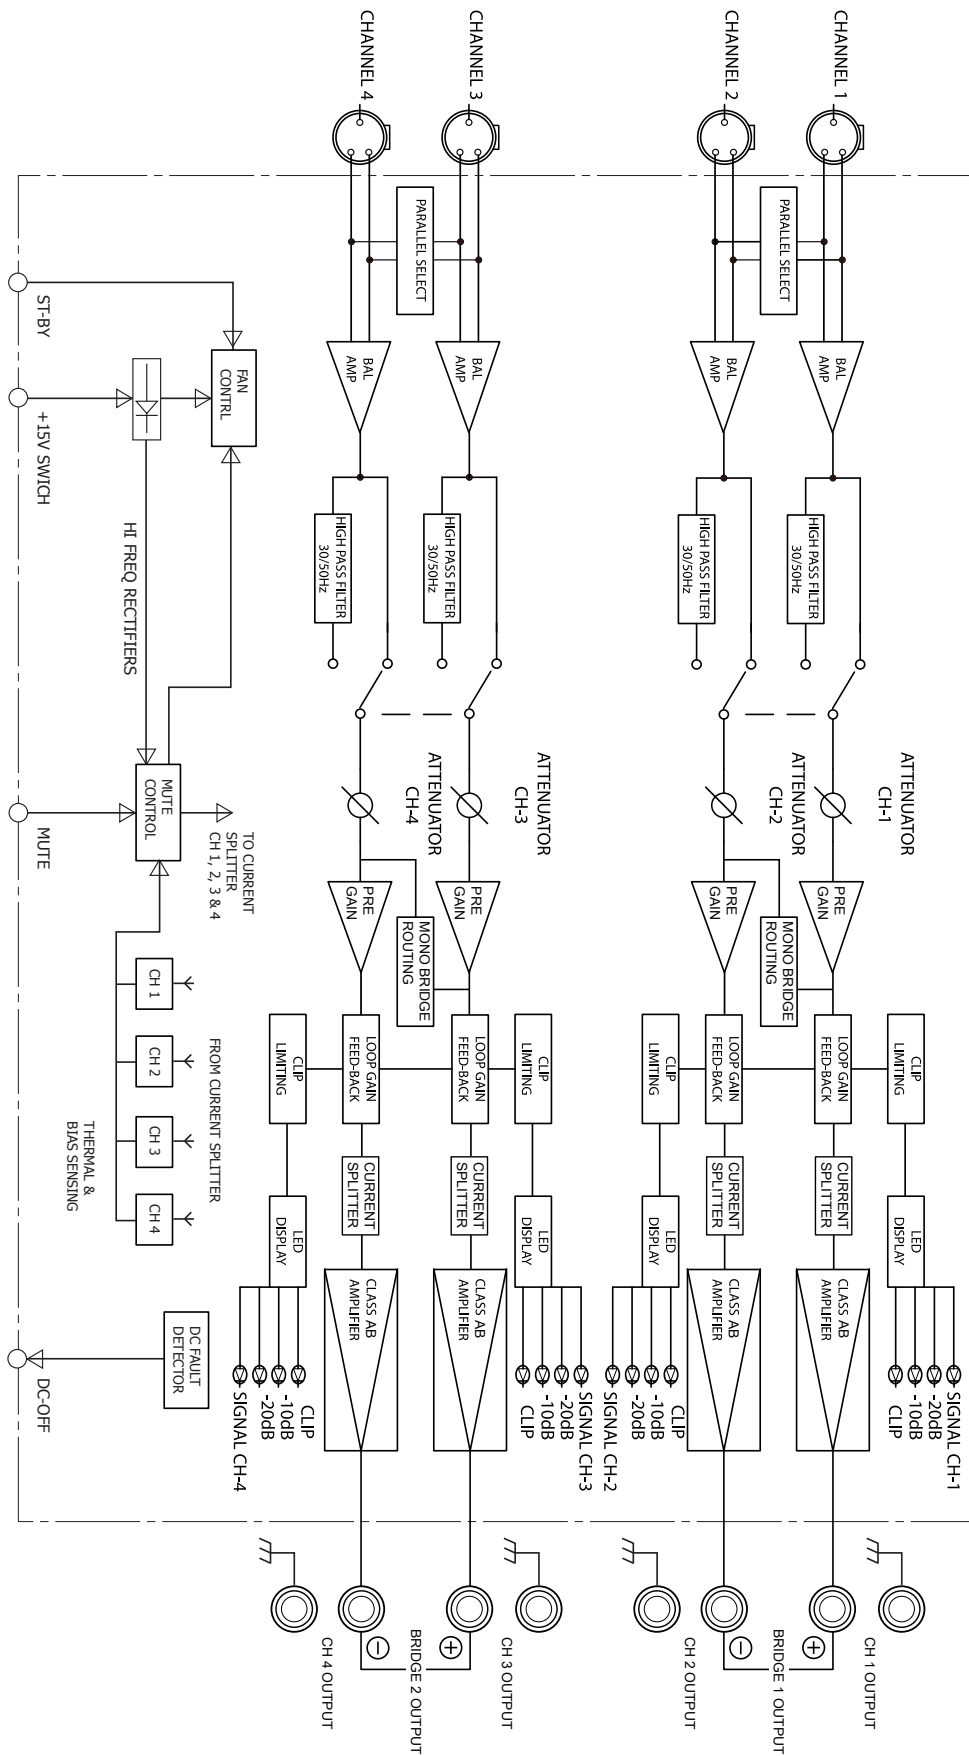 CHANNEL 1
CHANNEL 2
CHANNEL 3
CHANNEL 4
PARALLEL SELECT
PARALLEL SELECT
BAL
AMP
BAL
AMP
BAL
AMP
BAL
AMP
HIGH PASS FILTER
30/50Hz
HIGH PASS FILTER
30/50Hz
HIGH PASS FILTER
30/50Hz
HIGH PASS FILTER
30/50Hz
ATTENUATOR
CH-1
ATTENUATOR
CH-2
ATTENUATOR
CH-3
ATTENUATOR
CH-4
PRE
GAIN
PRE
GAIN
PRE
GAIN
PRE
GAIN
MONO BRIDGE
ROUTING
MONO BRIDGE
ROUTING
CLIP
LIMITING
LOOP GAIN
FEED-BACK
LOOP GAIN
FEED-BACK
CLIP
LIMITING
CLIP
LIMITING
LOOP GAIN
FEED-BACK
LOOP GAIN
FEED-BACK
CLIP
LIMITING
CURRENT
SPLITTER
CURRENT
SPLITTER
CURRENT
SPLITTER
CURRENT
SPLITTER
LED
DISPLAY
LED
DISPLAY
LED
DISPLAY
LED
DISPLAY
CLASS AB
AMPLIFIER
CLASS AB
AMPLIFIER
CLASS AB
AMPLIFIER
CLASS AB
AMPLIFIER
SIGNAL CH-1
-20dB
-10dB
CLIP
CLIP
-10dB
-20dB
SIGNAL CH-2
SIGNAL CH-3
-20dB
-10dB
CLIP
CLIP
-10dB
-20dB
SIGNAL CH-4
CH 1 OUTPUT
+
BRIDGE 1 OUTPUT
−
CH 2 OUTPUT
CH 3 OUTPUT
+
BRIDGE 2 OUTPUT
−
CH 4 OUTPUT
ST-BY
FAN
CONTRL
+15V SWICH
HI FREQ RECTIFIERS
MUTE
CONTROL
MUTE
TO CURRENT
SPLITTER
CH 1, 2, 3 & 4
FROM CURRENT SPLITTER
CH 1
CH 2
CH 3
CH 4
THERMAL &
BIAS SENSING
DC FAULT
DETECTOR
DC-OFF